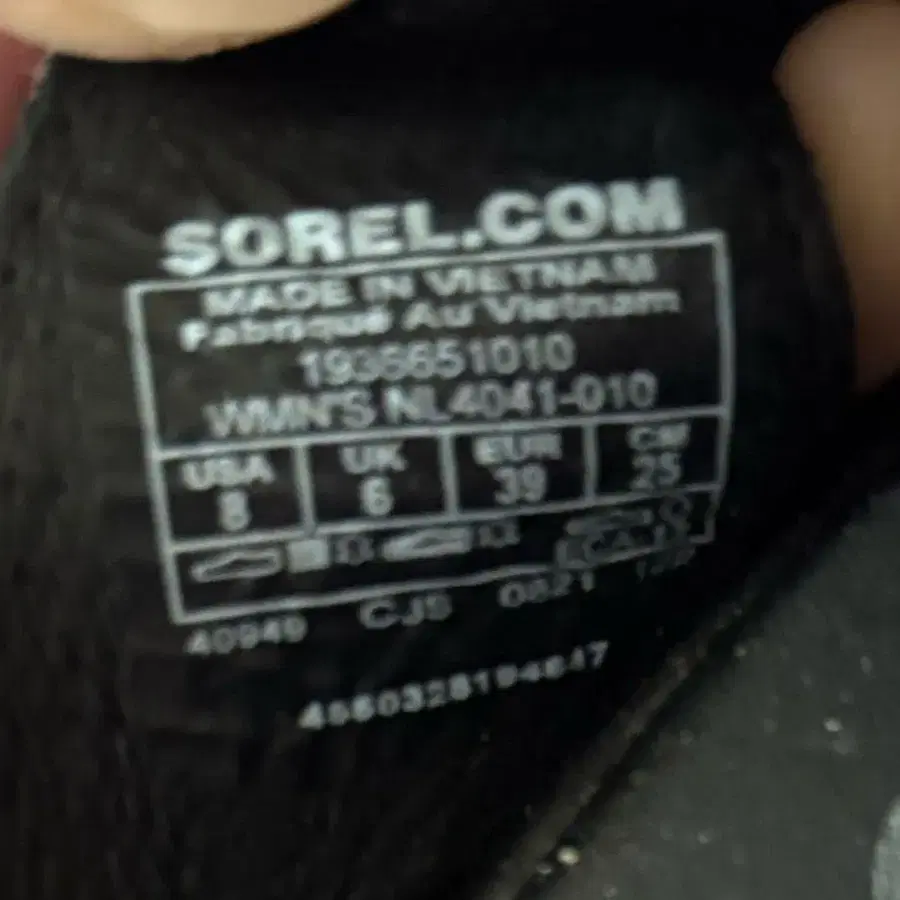 SOREL.COM
MADE IN VIETNAM
Fabriqué Au Vietnam
1936651010
WMN'S NL4041-010
USA UK EUR CM
8 6 39 25
40949 CJS 0821